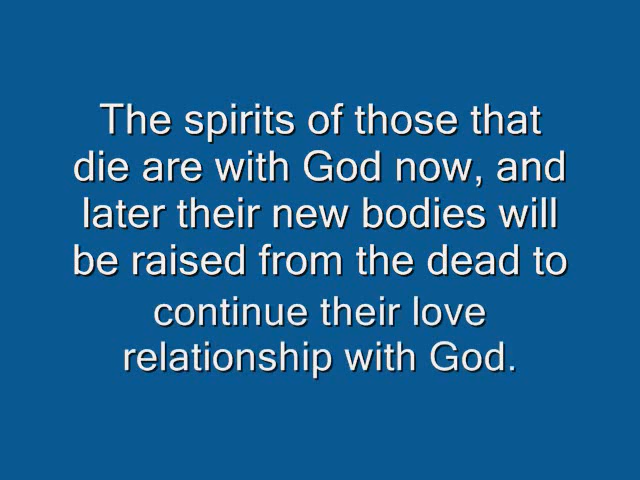 The spirits of those that
die are with God now, and
later their new bodies will
be raised from the dead to
continue their love
relationship with God.